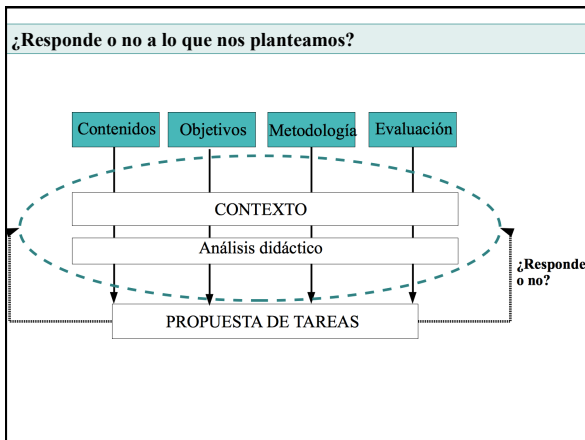 ¿Responde o no a lo que nos planteamos?
Contenidos
Objetivos
Metodología
Evaluación
CONTEXTO
Análisis didáctico
¿Responde
o no?
PROPUESTA DE TAREAS